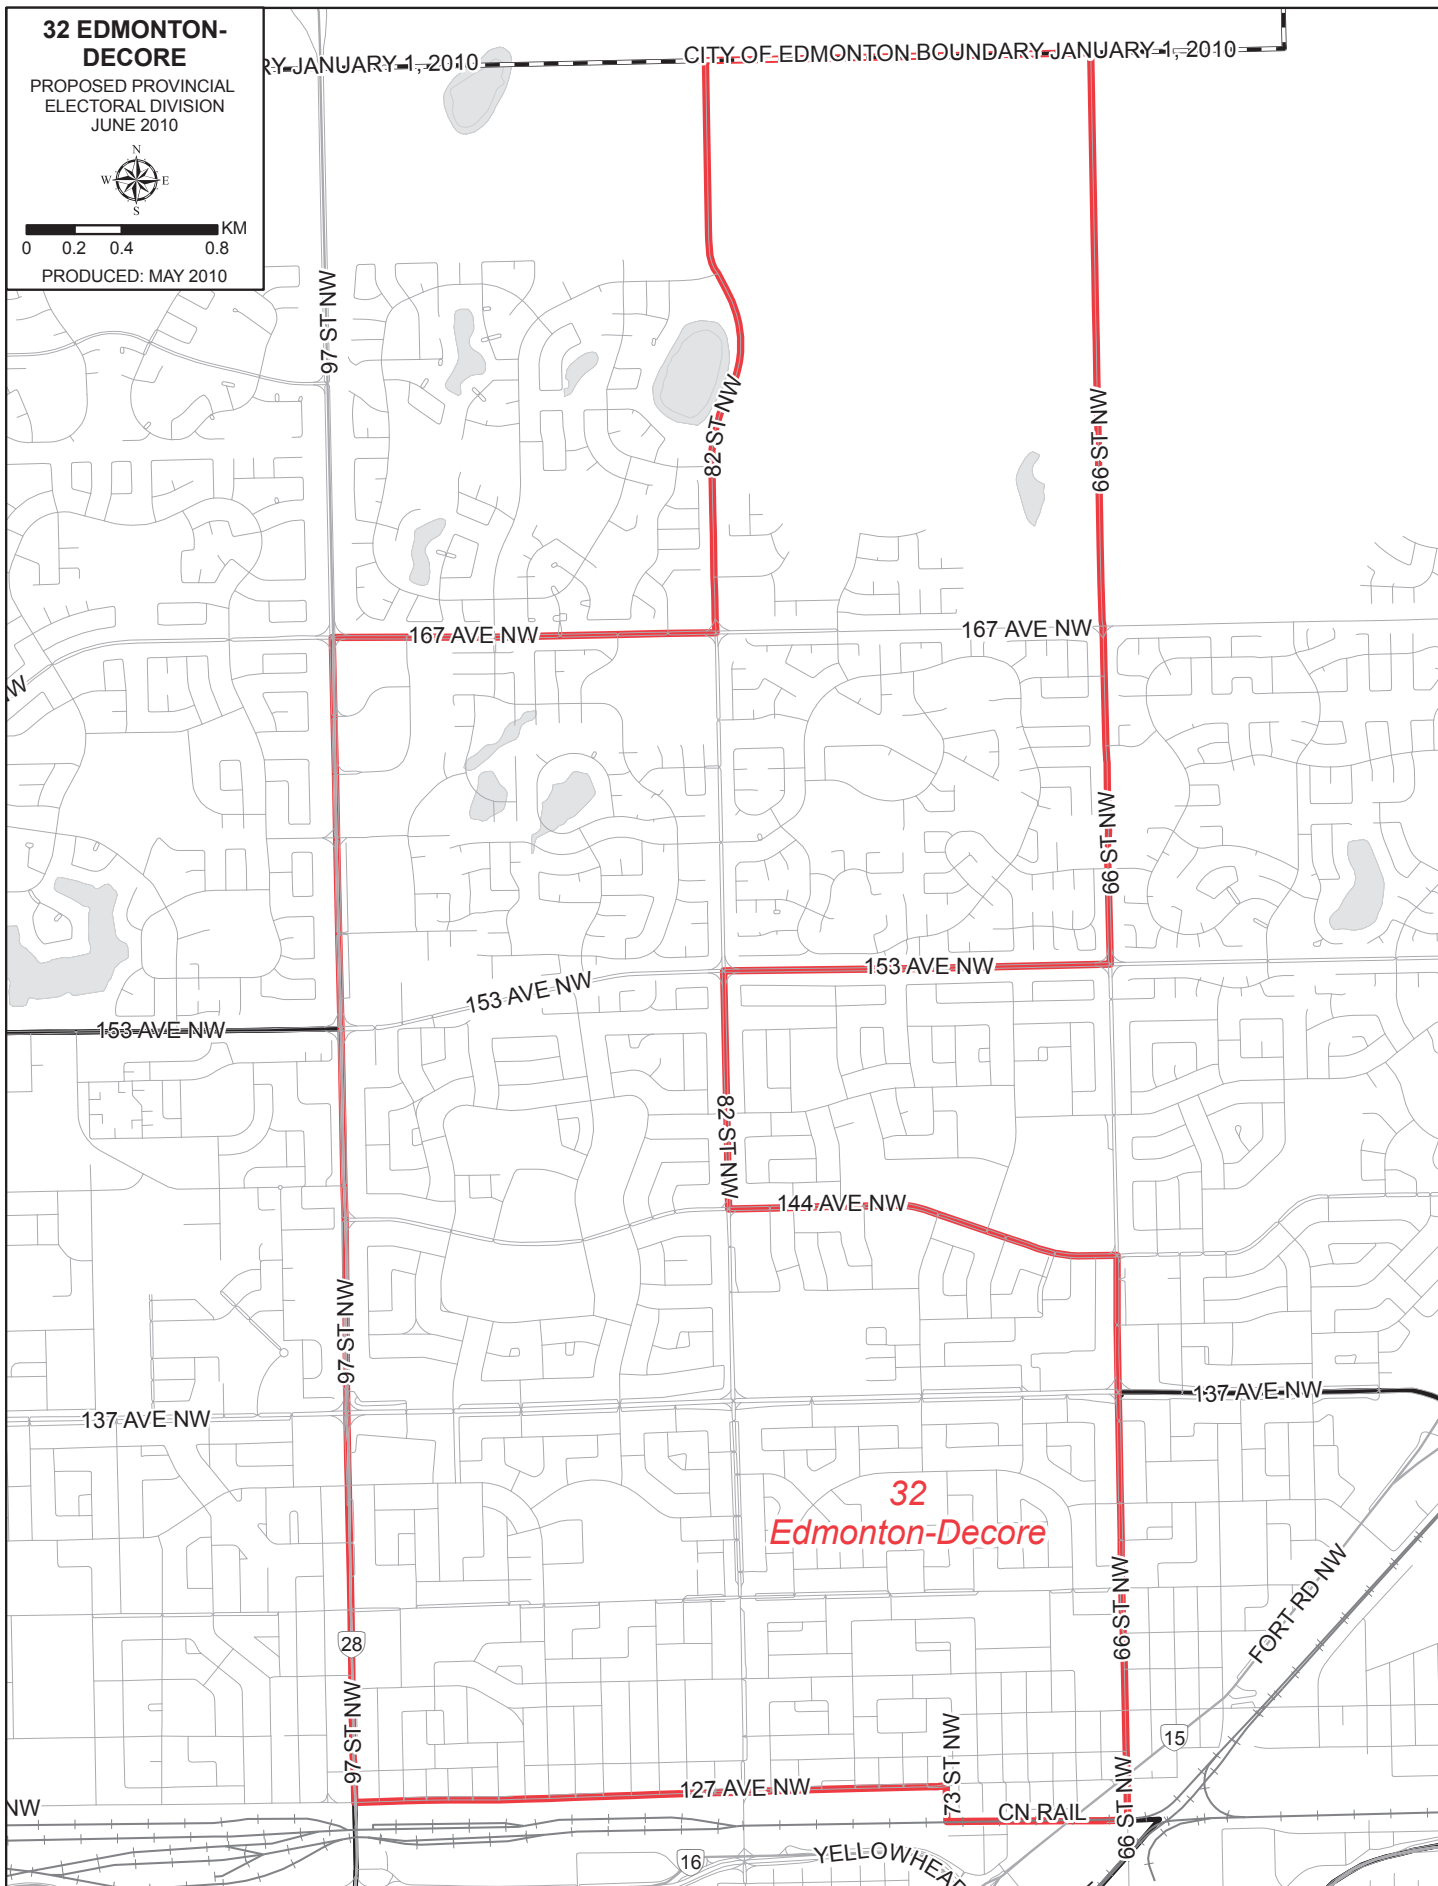 32 EDMONTON-
DECORE
PROPOSED PROVINCIAL
ELECTORAL DIVISION
JUNE 2010
N
W E
S
KM
0 0.2 0.4 0.8
PRODUCED: MAY 2010
RY JANUARY 1, 2010
CITY OF EDMONTON BOUNDARY JANUARY 1, 2010
97 ST NW
82 ST NW
66 ST NW
167 AVE NW
167 AVE NW
W
66 ST NW
153 AVE NW
153 AVE NW
153 AVE NW
82 ST NW
144 AVE NW
97 ST NW
137 AVE NW
137 AVE NW
32
Edmonton-Decore
66 ST NW
FORT RD NW
28
97 ST NW
73 ST NW
15
127 AVE NW
66 ST NW
NW
CN RAIL
16
YELLOWHEA